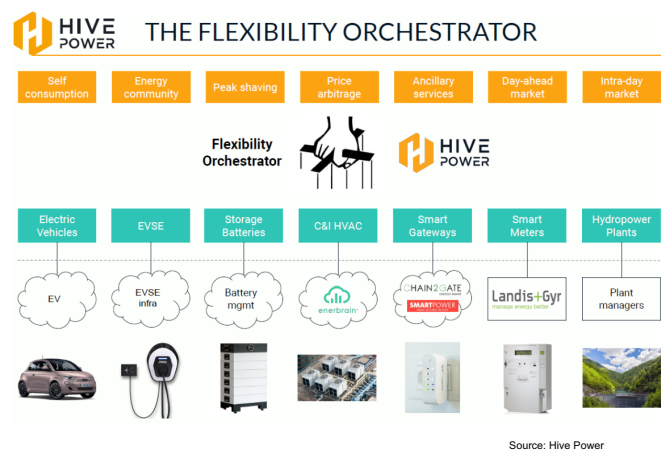 HIVE
POWER
THE FLEXIBILITY ORCHESTRATOR
Self
consumption
Energy
community
Peak shaving
Price
arbitrage
Ancillary
services
Day-ahead
market
Intra-day
market
Flexibility
Orchestrator
HIVE
POWER
Electric
Vehicles
EVSE
Storage
Batteries
C&I HVAC
Smart
Gateways
Smart
Meters
Hydropower
Plants
EV
EVSE
infra
Battery
mgmt
enerbrain
CHAIN2GATE
SMARTPOWER
Landis+Gyr
manage energy better
Plant
managers
Source: Hive Power